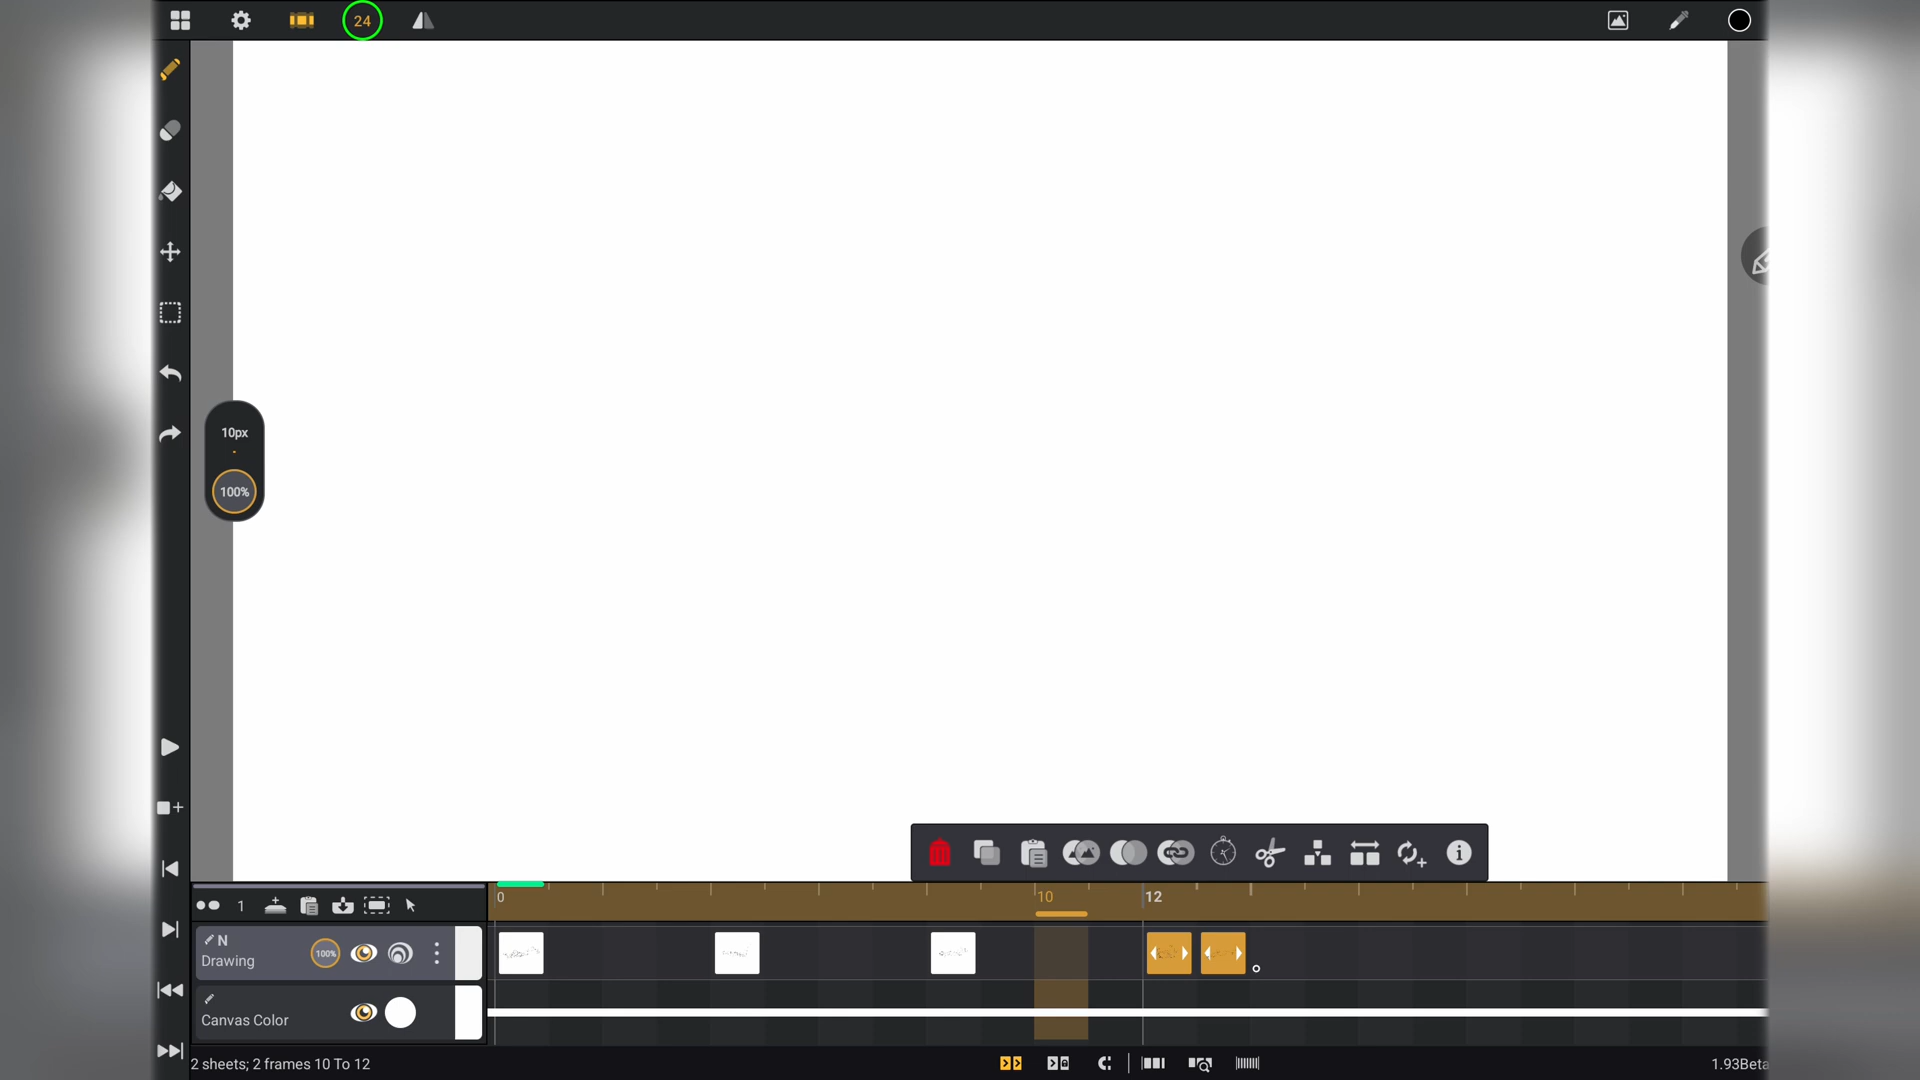 24
10px
100%
0
10
12
1
N
Drawing
100%
Canvas Color
2 sheets; 2 frames 10 To 12
1.93Beta